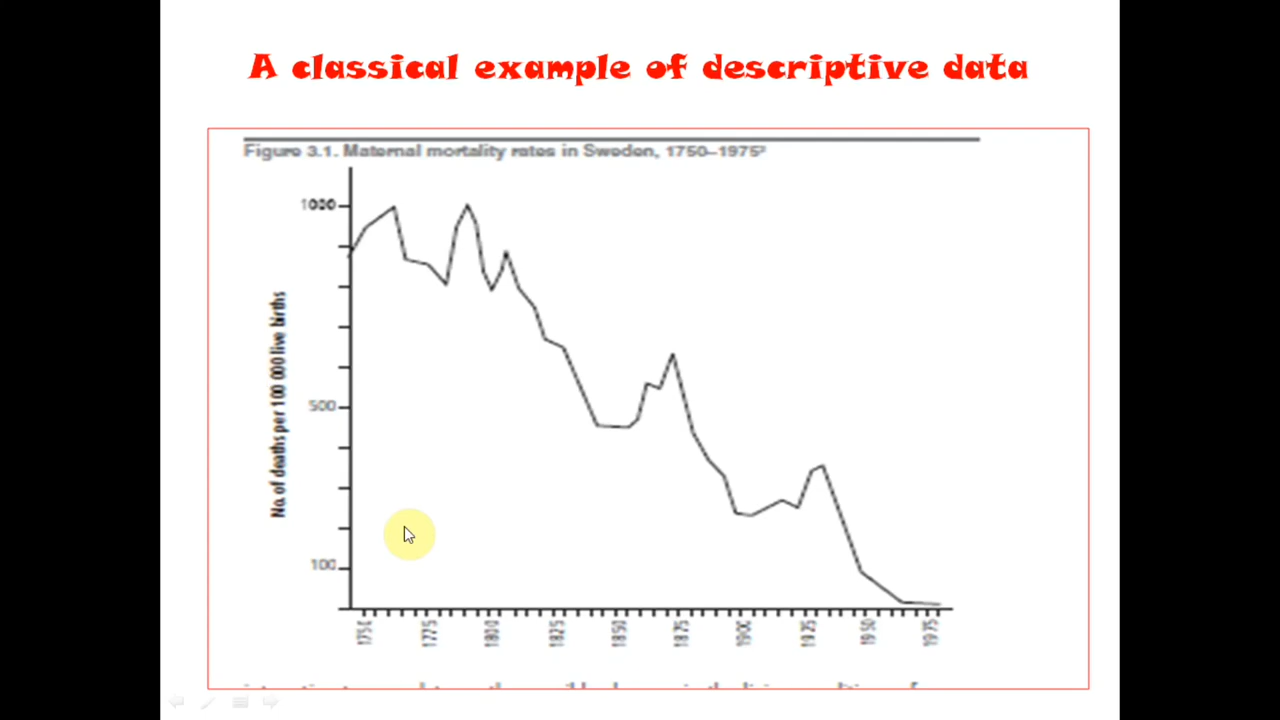 A classical example of descriptive data
Figure 3.1. Maternal mortality rates in Sweden, 1750–1975³
No. of deaths per 100 000 live births
1000
500
100
1750 1775 1800 1825 1850 1875 1900 1925 1950 1975